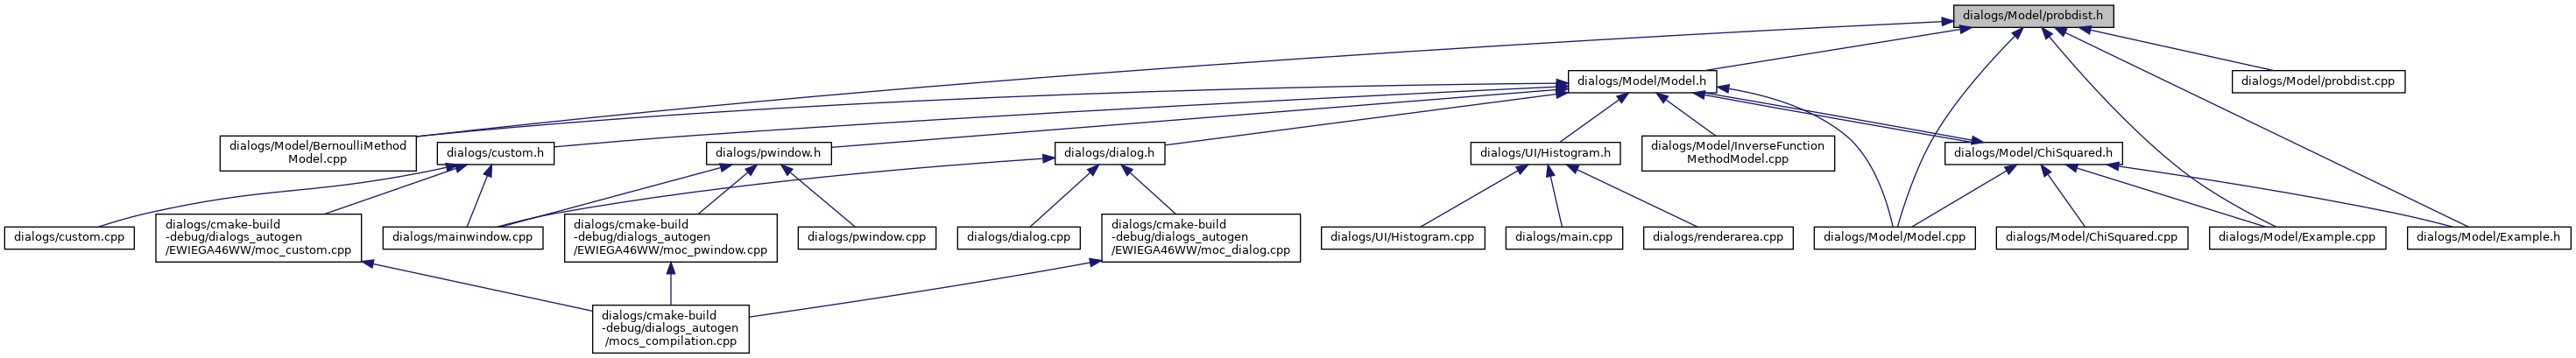 dialogs/Model/probdist.h
dialogs/Model/Model.h
dialogs/Model/probdist.cpp
dialogs/Model/BernoulliMethod
Model.cpp
dialogs/custom.h
dialogs/pwindow.h
dialogs/dialog.h
dialogs/UI/Histogram.h
dialogs/Model/InverseFunction
MethodModel.cpp
dialogs/Model/ChiSquared.h
dialogs/custom.cpp
dialogs/cmake-build
-debug/dialogs_autogen
/EWIEGA46WW/moc_custom.cpp
dialogs/mainwindow.cpp
dialogs/cmake-build
-debug/dialogs_autogen
/EWIEGA46WW/moc_pwindow.cpp
dialogs/pwindow.cpp
dialogs/dialog.cpp
dialogs/cmake-build
-debug/dialogs_autogen
/EWIEGA46WW/moc_dialog.cpp
dialogs/UI/Histogram.cpp
dialogs/main.cpp
dialogs/renderarea.cpp
dialogs/Model/Model.cpp
dialogs/Model/ChiSquared.cpp
dialogs/Model/Example.cpp
dialogs/Model/Example.h
dialogs/cmake-build
-debug/dialogs_autogen
/mocs_compilation.cpp